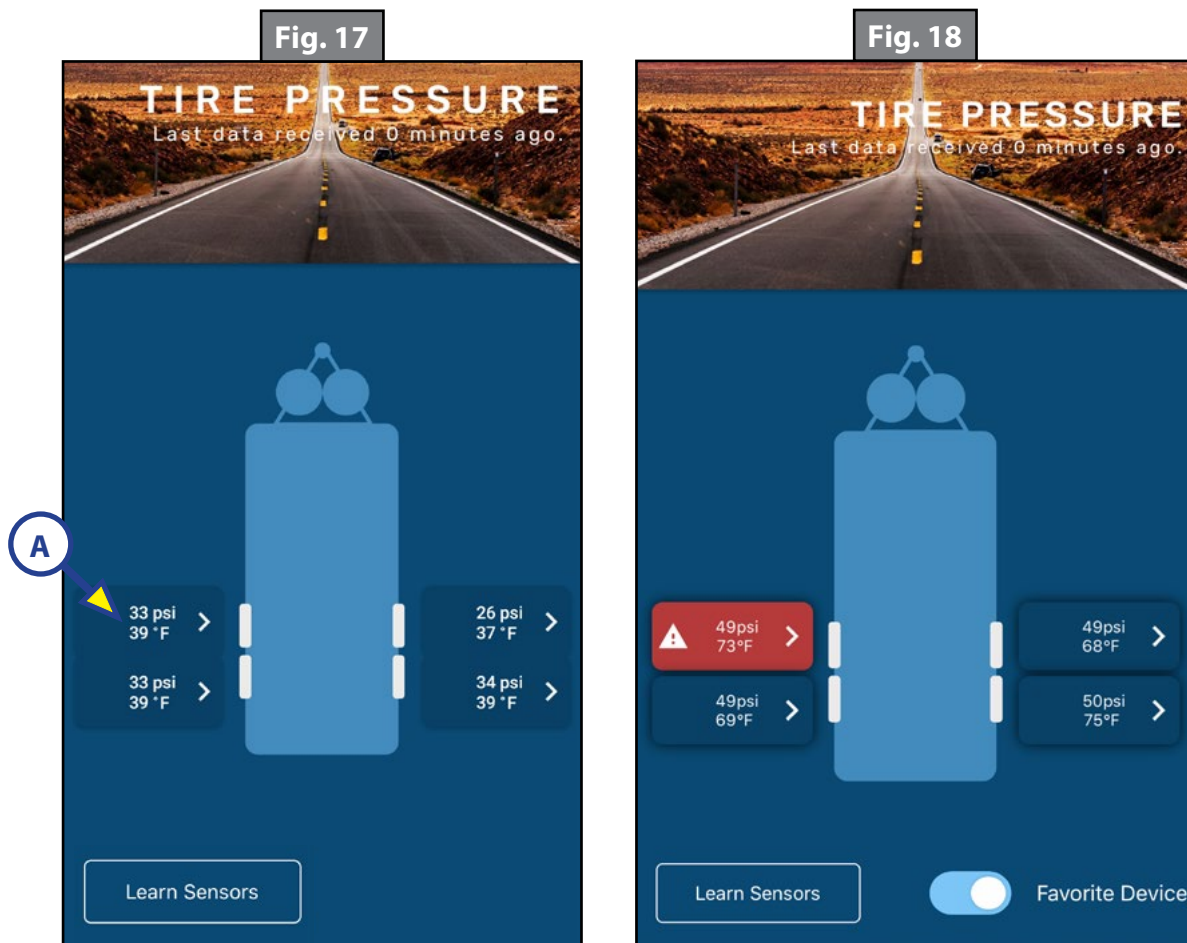 Fig. 17
TIRE PRESSURE
Last data received 0 minutes ago.
A
33 psi
39 °F
26 psi
37 °F
33 psi
39 °F
34 psi
39 °F
Learn Sensors
Fig. 18
TIRE PRESSURE
Last data received 0 minutes ago.
49psi
73°F
49psi
68°F
49psi
69°F
50psi
75°F
Learn Sensors
Favorite Device